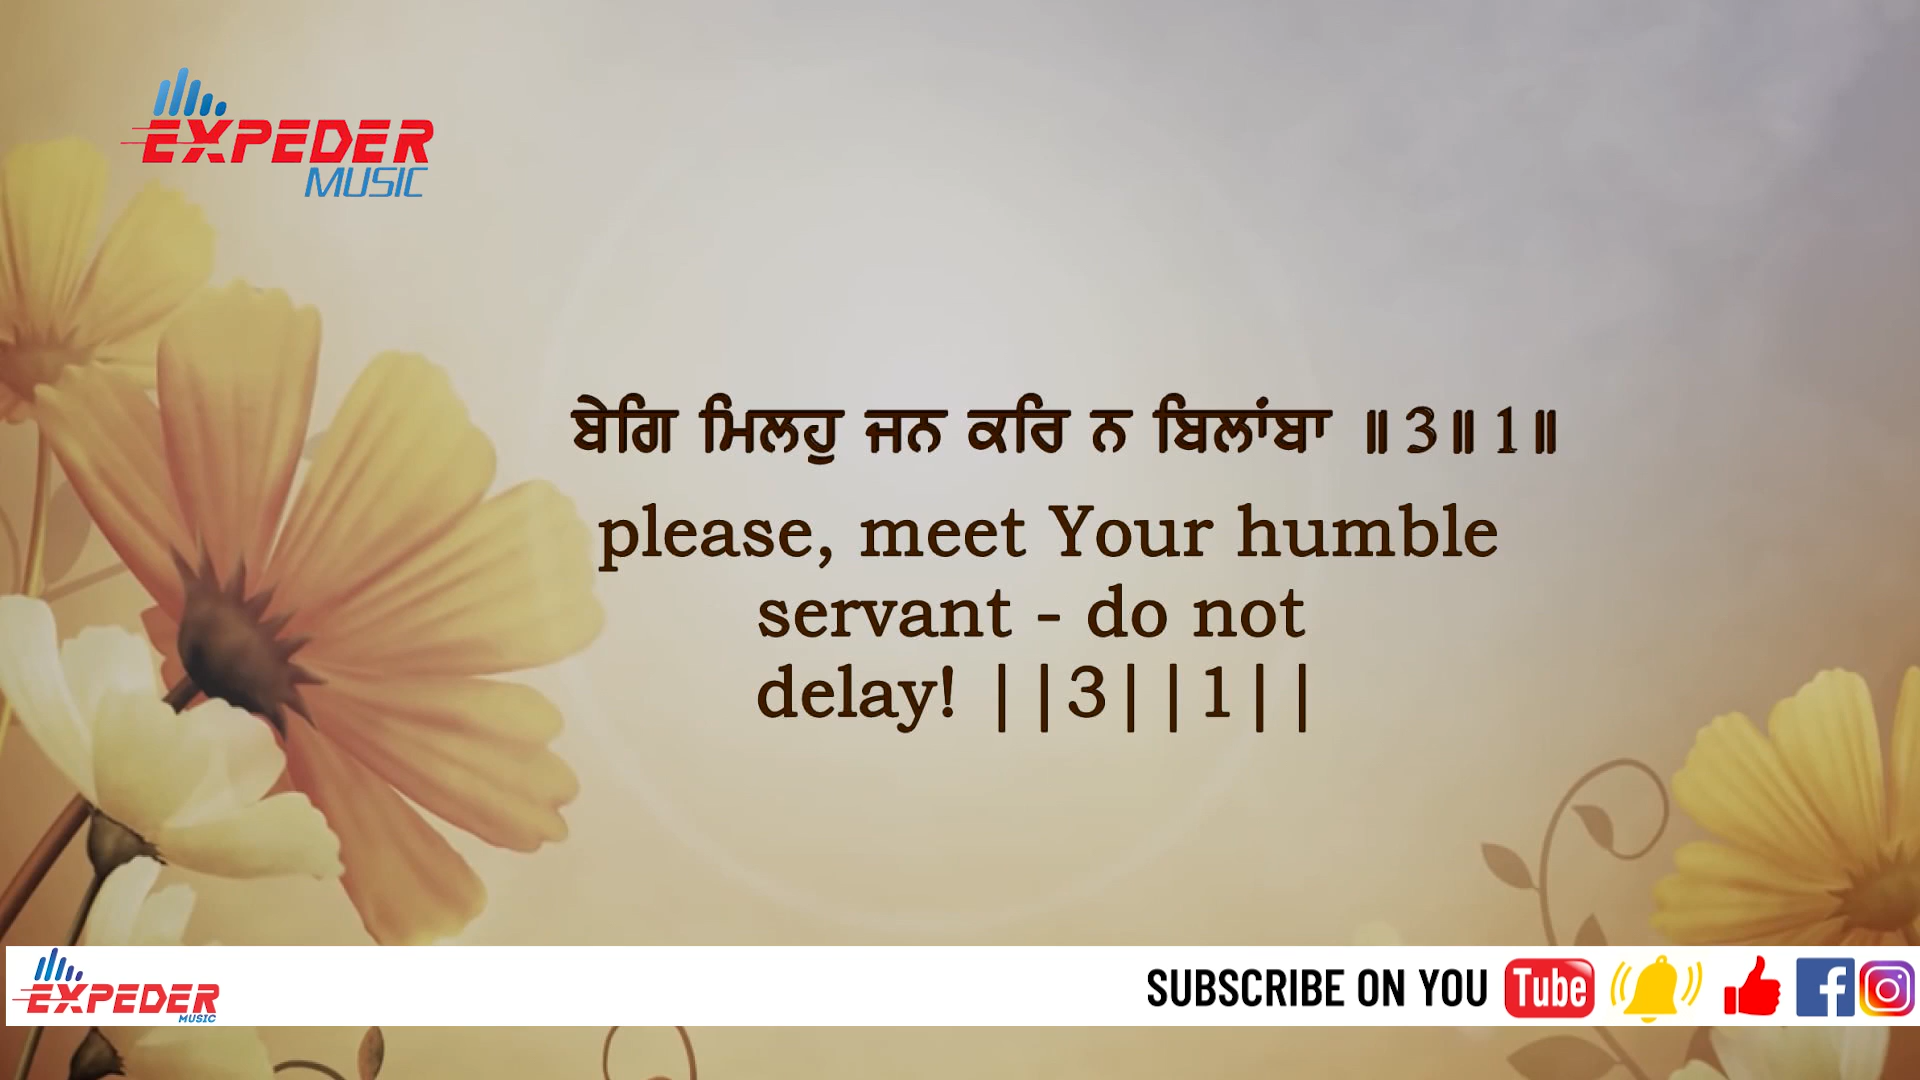 EXPEDER
MUSIC
ਬੇਗਿ ਮਿਲਹੁ ਜਨ ਕਰਿ ਨ ਬਿਲਾਂਬਾ ॥3॥1॥
please, meet Your humble
servant - do not
delay! ||3||1||
EXPEDER
MUSIC
SUBSCRIBE ON YOU Tube